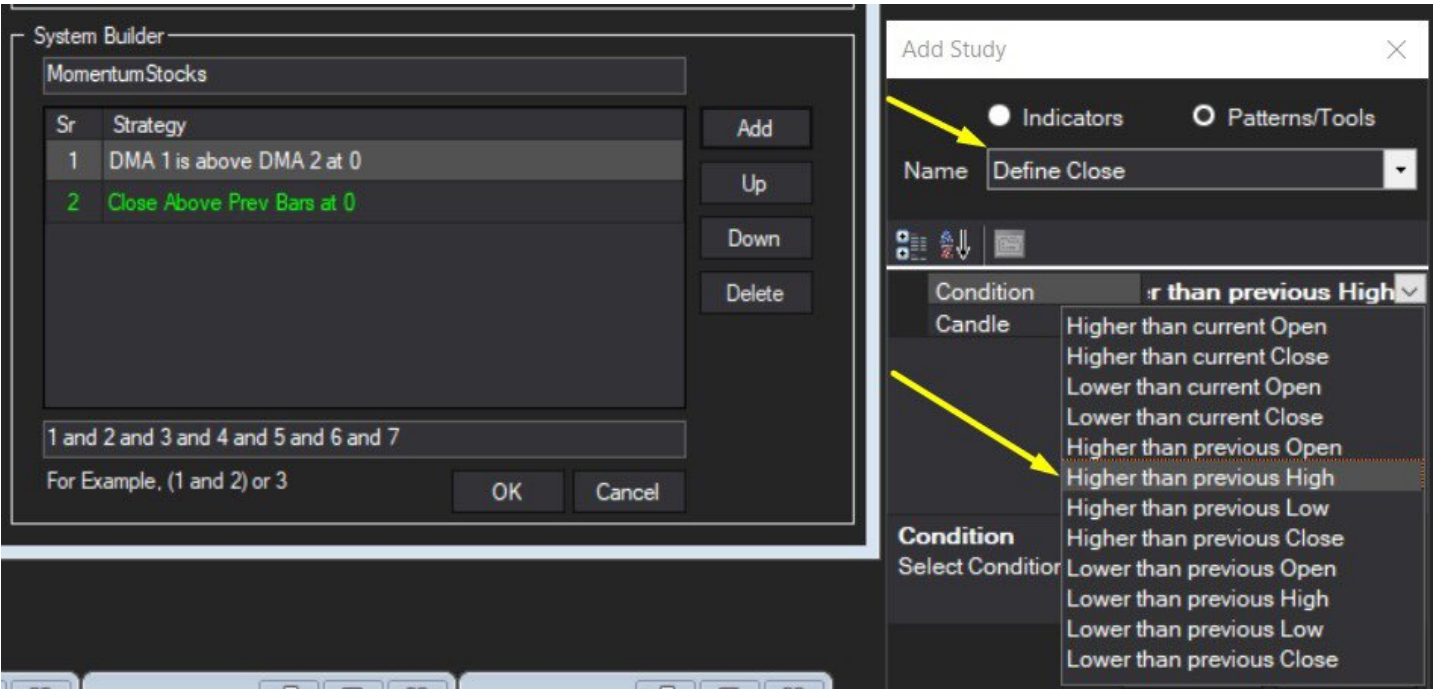 System Builder
MomentumStocks
Sr Strategy
1 DMA 1 is above DMA 2 at 0
2 Close Above Prev Bars at 0
Add
Up
Down
Delete
1 and 2 and 3 and 4 and 5 and 6 and 7
For Example, (1 and 2) or 3
OK Cancel
Add Study
Indicators Patterns/Tools
Name Define Close
Condition r than previous High
Candle
Higher than current Open
Higher than current Close
Lower than current Open
Lower than current Close
Higher than previous Open
Higher than previous High
Higher than previous Low
Higher than previous Close
Lower than previous Open
Lower than previous High
Lower than previous Low
Lower than previous Close
Condition
Select Condition